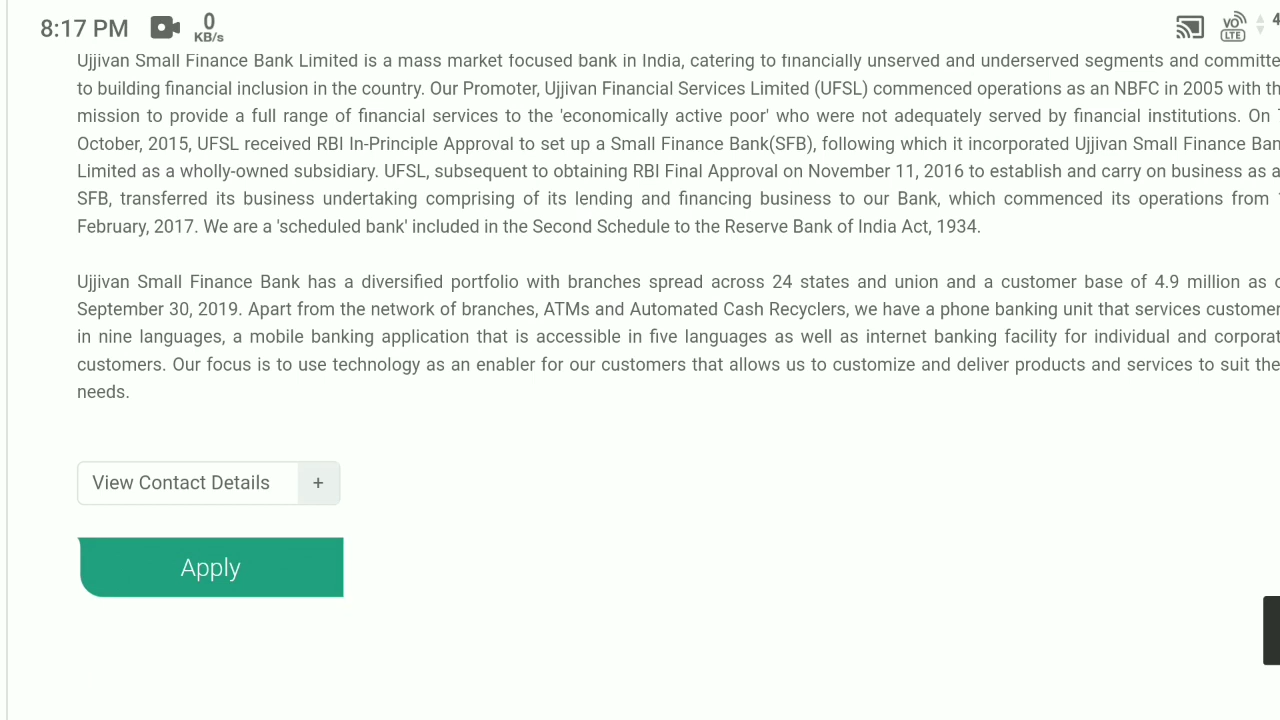 8:17 PM 0 KB/s VO LTE 4
Ujjivan Small Finance Bank Limited is a mass market focused bank in India, catering to financially unserved and underserved segments and committe
to building financial inclusion in the country. Our Promoter, Ujjivan Financial Services Limited (UFSL) commenced operations as an NBFC in 2005 with th
mission to provide a full range of financial services to the 'economically active poor' who were not adequately served by financial institutions. On
October, 2015, UFSL received RBI In-Principle Approval to set up a Small Finance Bank(SFB), following which it incorporated Ujjivan Small Finance Ban
Limited as a wholly-owned subsidiary. UFSL, subsequent to obtaining RBI Final Approval on November 11, 2016 to establish and carry on business as a
SFB, transferred its business undertaking comprising of its lending and financing business to our Bank, which commenced its operations from
February, 2017. We are a 'scheduled bank' included in the Second Schedule to the Reserve Bank of India Act, 1934.
Ujjivan Small Finance Bank has a diversified portfolio with branches spread across 24 states and union and a customer base of 4.9 million as
September 30, 2019. Apart from the network of branches, ATMs and Automated Cash Recyclers, we have a phone banking unit that services customer
in nine languages, a mobile banking application that is accessible in five languages as well as internet banking facility for individual and corporat
customers. Our focus is to use technology as an enabler for our customers that allows us to customize and deliver products and services to suit the
needs.
View Contact Details +
Apply